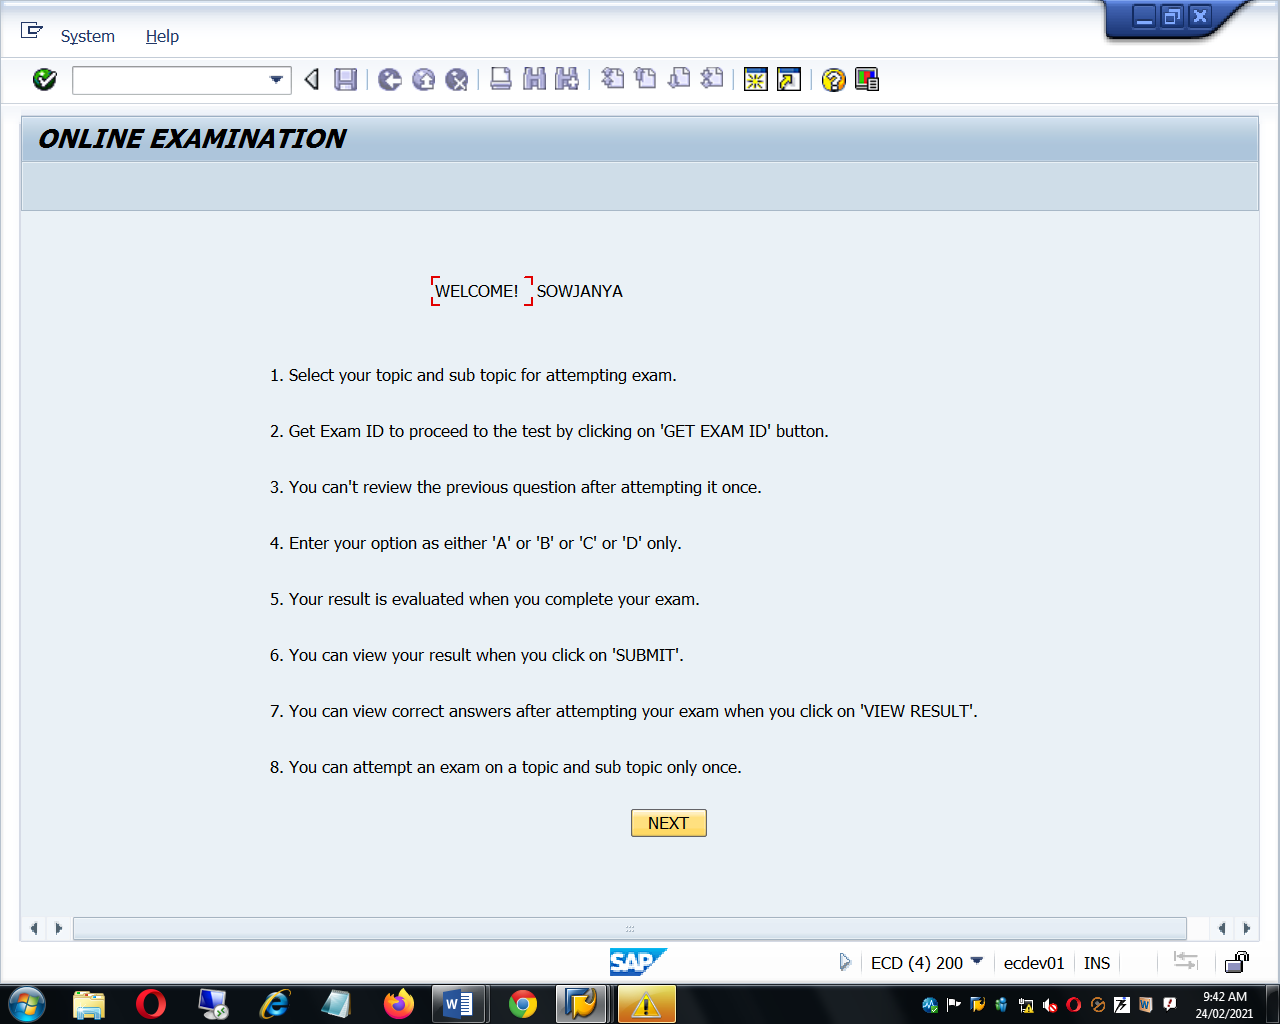 System Help
ONLINE EXAMINATION
WELCOME! SOWJANYA
1. Select your topic and sub topic for attempting exam.
2. Get Exam ID to proceed to the test by clicking on 'GET EXAM ID' button.
3. You can't review the previous question after attempting it once.
4. Enter your option as either 'A' or 'B' or 'C' or 'D' only.
5. Your result is evaluated when you complete your exam.
6. You can view your result when you click on 'SUBMIT'.
7. You can view correct answers after attempting your exam when you click on 'VIEW RESULT'.
8. You can attempt an exam on a topic and sub topic only once.
NEXT
SAP ECD (4) 200 ecdev01 INS
9:42 AM
24/02/2021